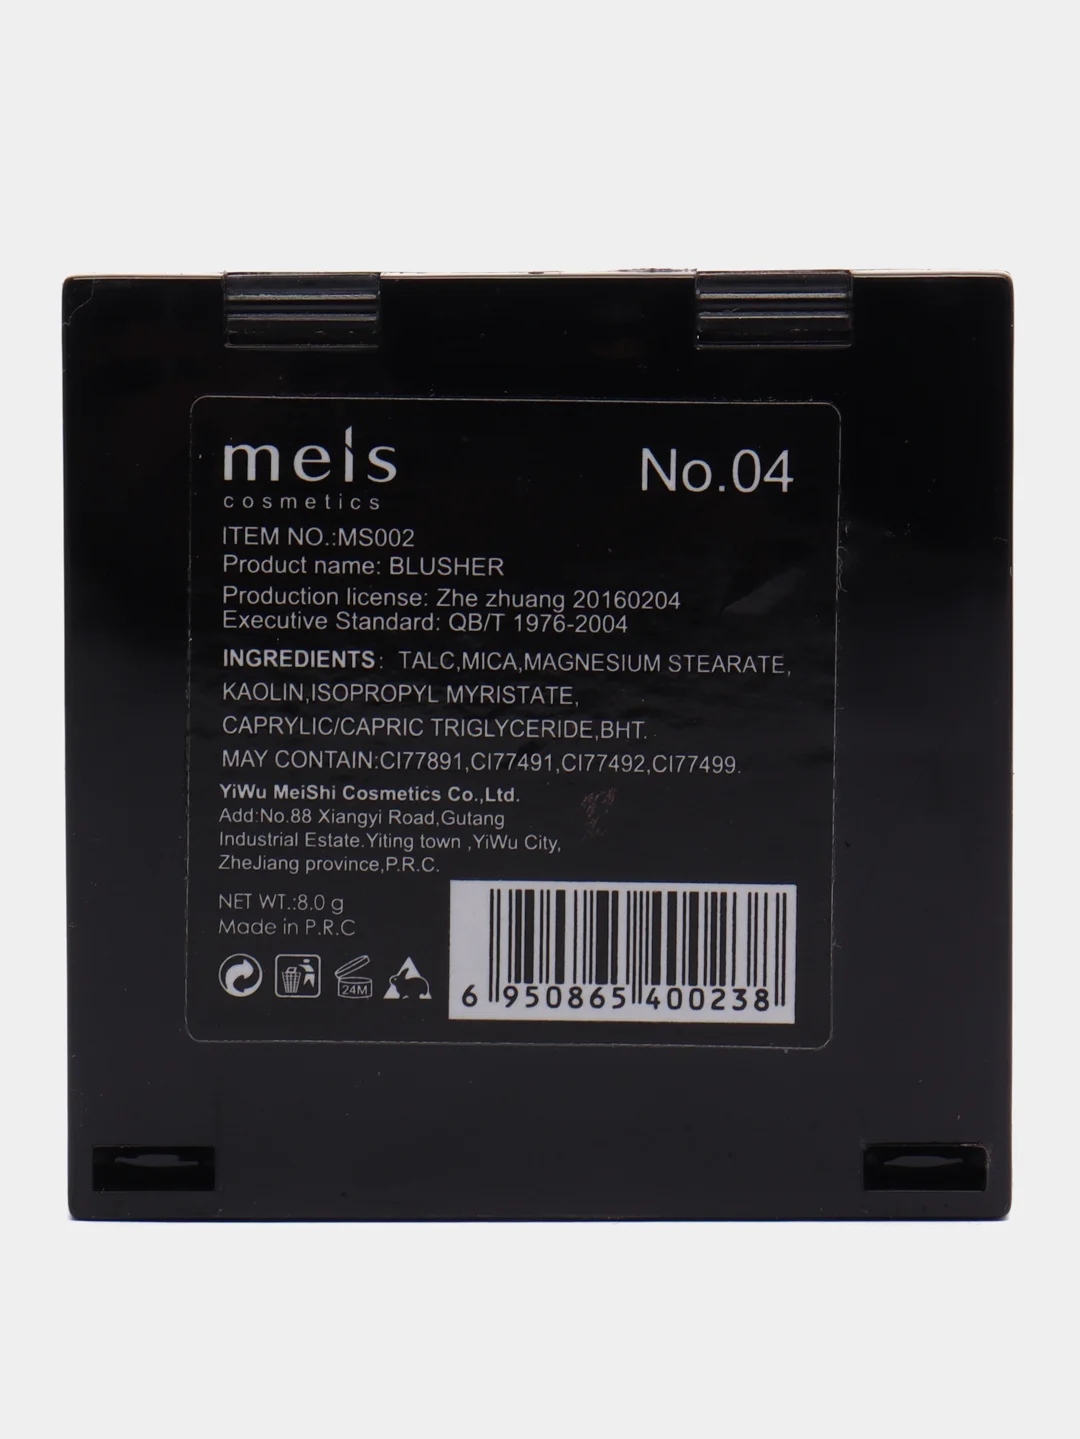 meis
cosmetics
No.04
ITEM NO.:MS002
Product name: BLUSHER
Production license: Zhe zhuang 20160204
Executive Standard: QB/T 1976-2004
INGREDIENTS: TALC,MICA,MAGNESIUM STEARATE,
KAOLIN,ISOPROPYL MYRISTATE,
CAPRYLIC/CAPRIC TRIGLYCERIDE,BHT.
MAY CONTAIN:CI77891,CI77491,CI77492,CI77499.
YiWu MeiShi Cosmetics Co.,Ltd.
Add:No.88 Xiangyi Road,Gutang
Industrial Estate.Yiting town ,YiWu City,
ZheJiang province,P.R.C.
NET WT.:8.0 g
Made in P.R.C
24M
6 950865 400238